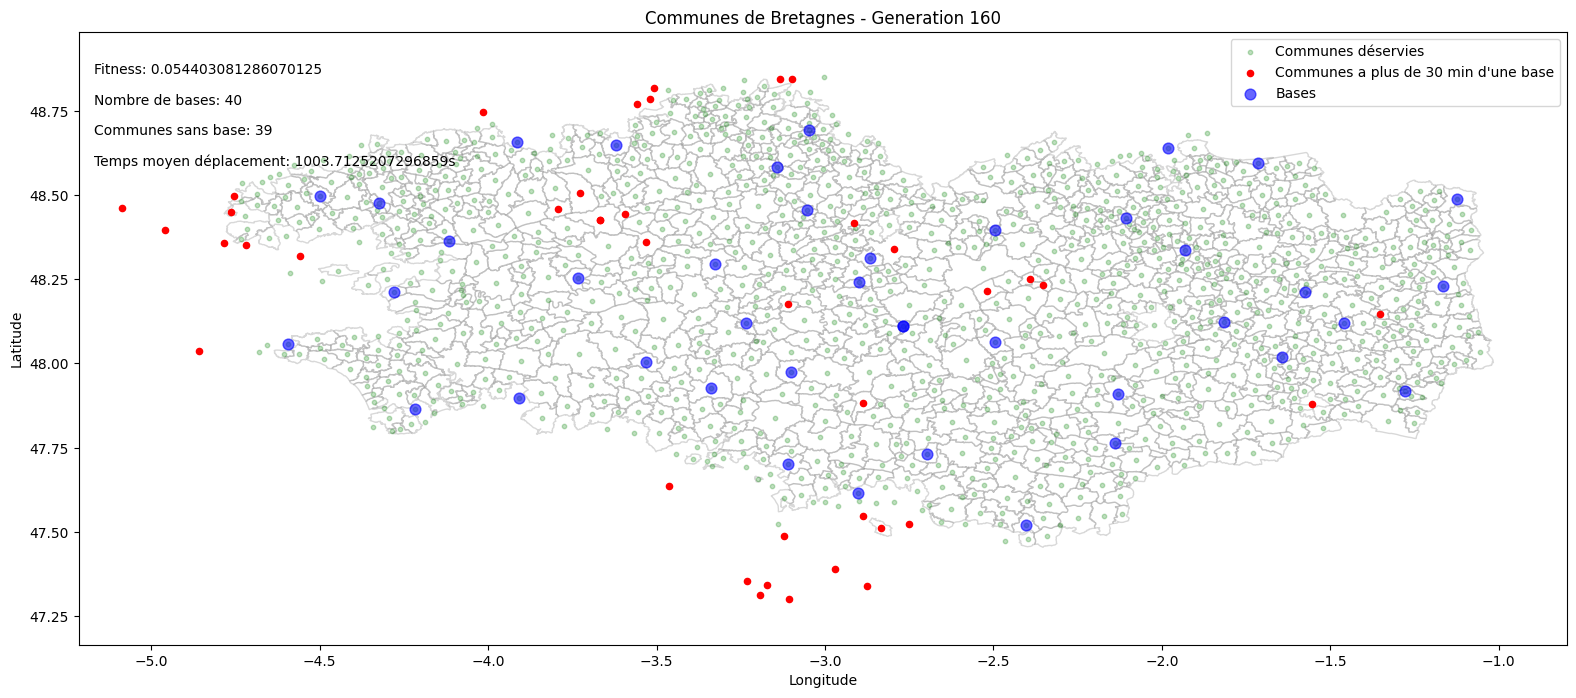 Communes de Bretagnes - Generation 160
Fitness: 0.054403081286070125
Nombre de bases: 40
Communes sans base: 39
Temps moyen déplacement: 1003.7125207296859s
Communes déservies
Communes a plus de 30 min d'une base
Bases
48.75
48.50
48.25
48.00
47.75
47.50
47.25
Latitude
−5.0
−4.5
−4.0
−3.5
−3.0
−2.5
−2.0
−1.5
−1.0
Longitude